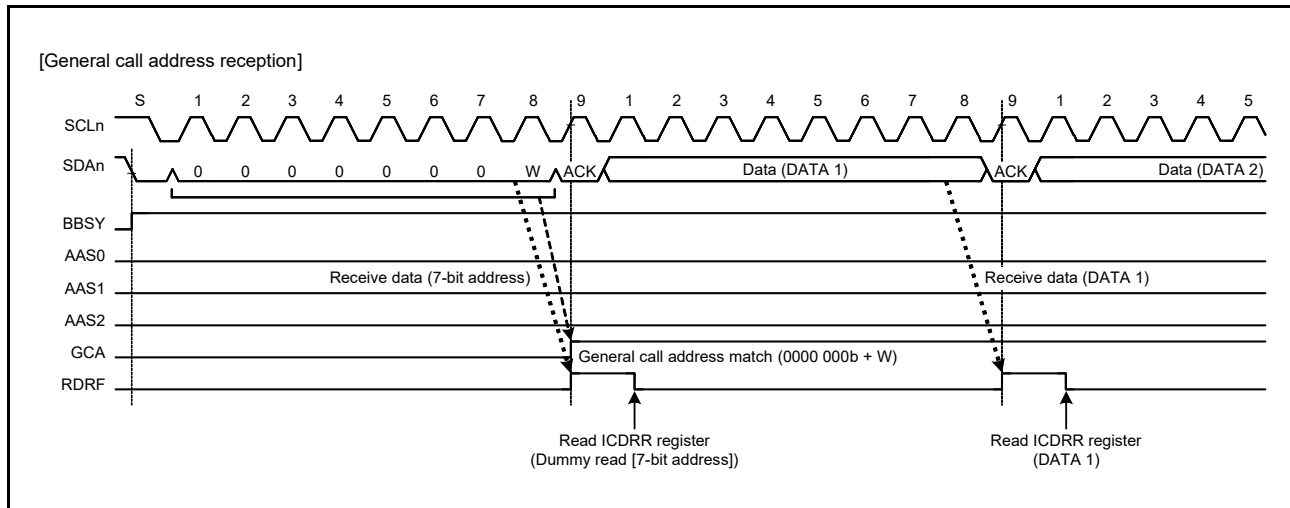 [General call address reception]
S 1 2 3 4 5 6 7 8 9 1 2 3 4 5 6 7 8 9 1 2 3 4 5
SCLn
SDAn 0 0 0 0 0 0 0 W ACK Data (DATA 1) ACK Data (DATA 2)
BBSY
AAS0
Receive data (7-bit address) Receive data (DATA 1)
AAS1
AAS2
GCA General call address match (0000 000b + W)
RDRF
Read ICDRR register Read ICDRR register
(Dummy read [7-bit address]) (DATA 1)